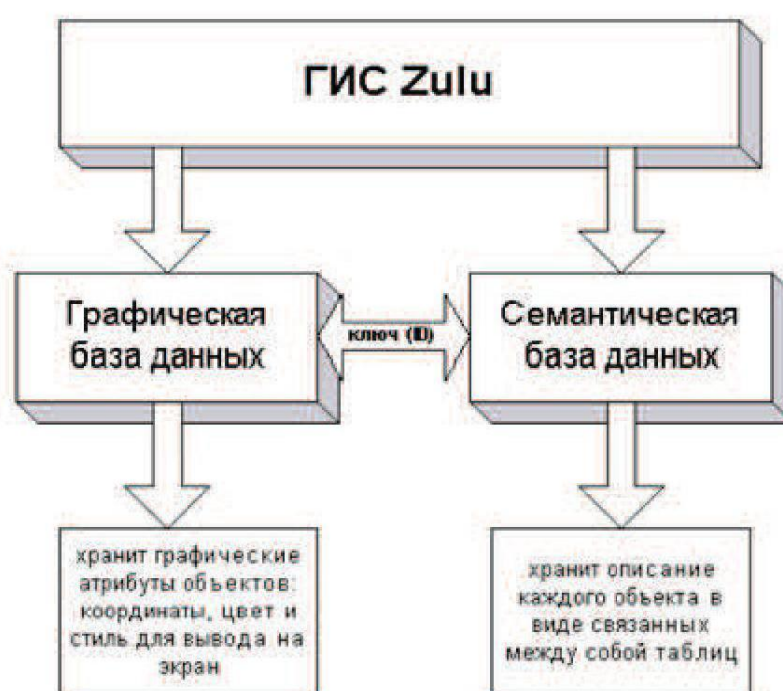 ГИС Zulu
Графическая
база данных
ключ (ID)
Семантическая
база данных
хранит графические
атрибуты объектов:
координаты, цвет и
стиль для вывода на
экран
хранит описание
каждого объекта в
виде связанных
между собой таблиц